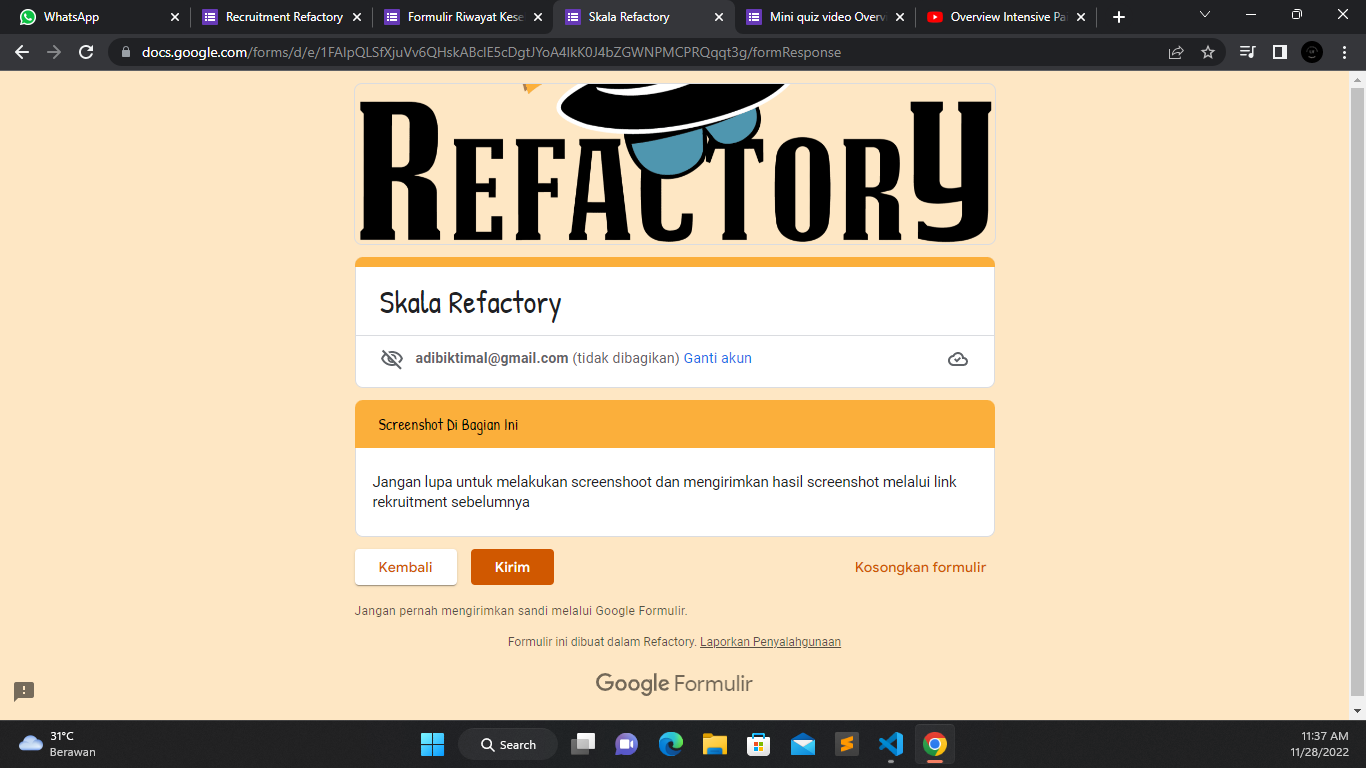 WhatsApp
Recruitment Refactory
Formulir Riwayat Kese
Skala Refactory
Mini quiz video Overv
Overview Intensive Pa
docs.google.com/forms/d/e/1FAIpQLSfXjuVv6QHskABclE5cDgtJYoA4IkK0J4bZGWNPMCPRQqqt3g/formResponse
REFACTORY
Skala Refactory
adibiktimal@gmail.com (tidak dibagikan) Ganti akun
Screenshot Di Bagian Ini
Jangan lupa untuk melakukan screenshoot dan mengirimkan hasil screenshot melalui link
rekruitment sebelumnya
Kembali
Kirim
Kosongkan formulir
Jangan pernah mengirimkan sandi melalui Google Formulir.
Formulir ini dibuat dalam Refactory. Laporkan Penyalahgunaan
Google Formulir
31°C
Berawan
Search
11:37 AM
11/28/2022